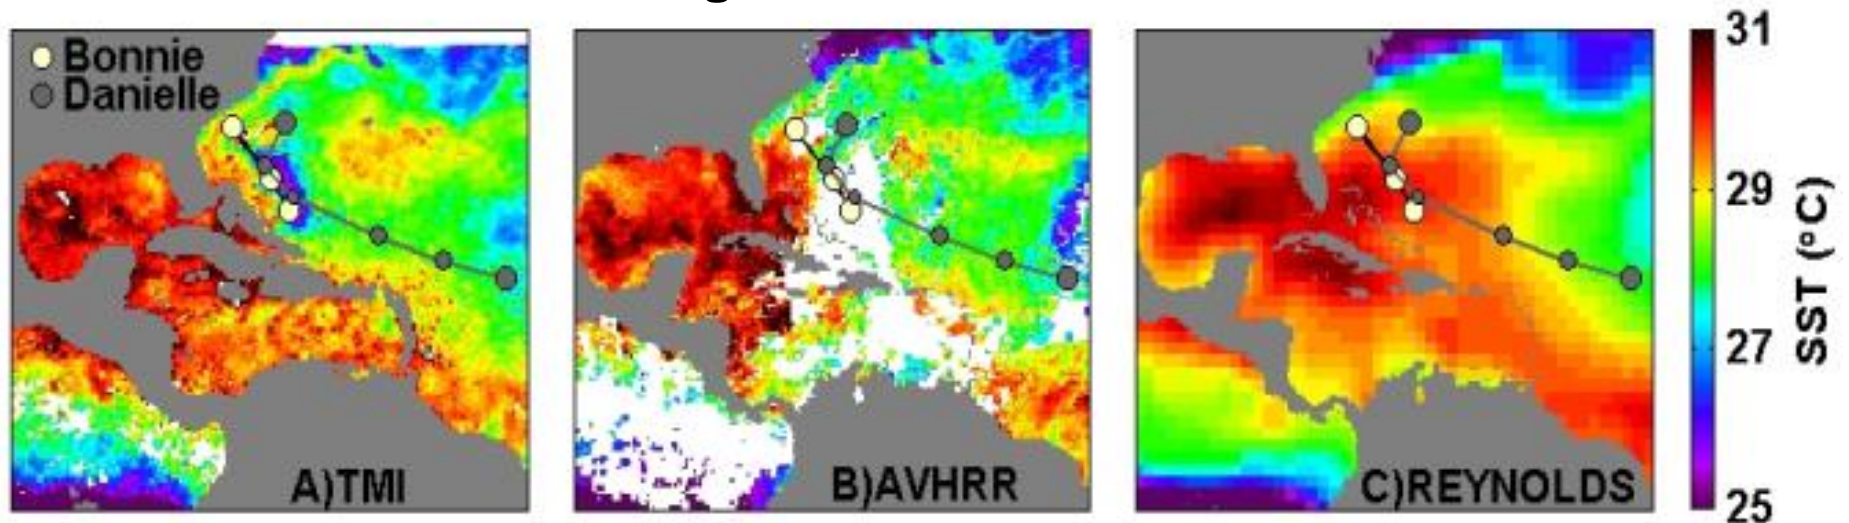 Bonnie
Danielle
A)TMI
B)AVHRR
C)REYNOLDS
31
29
27
25
SST (°C)